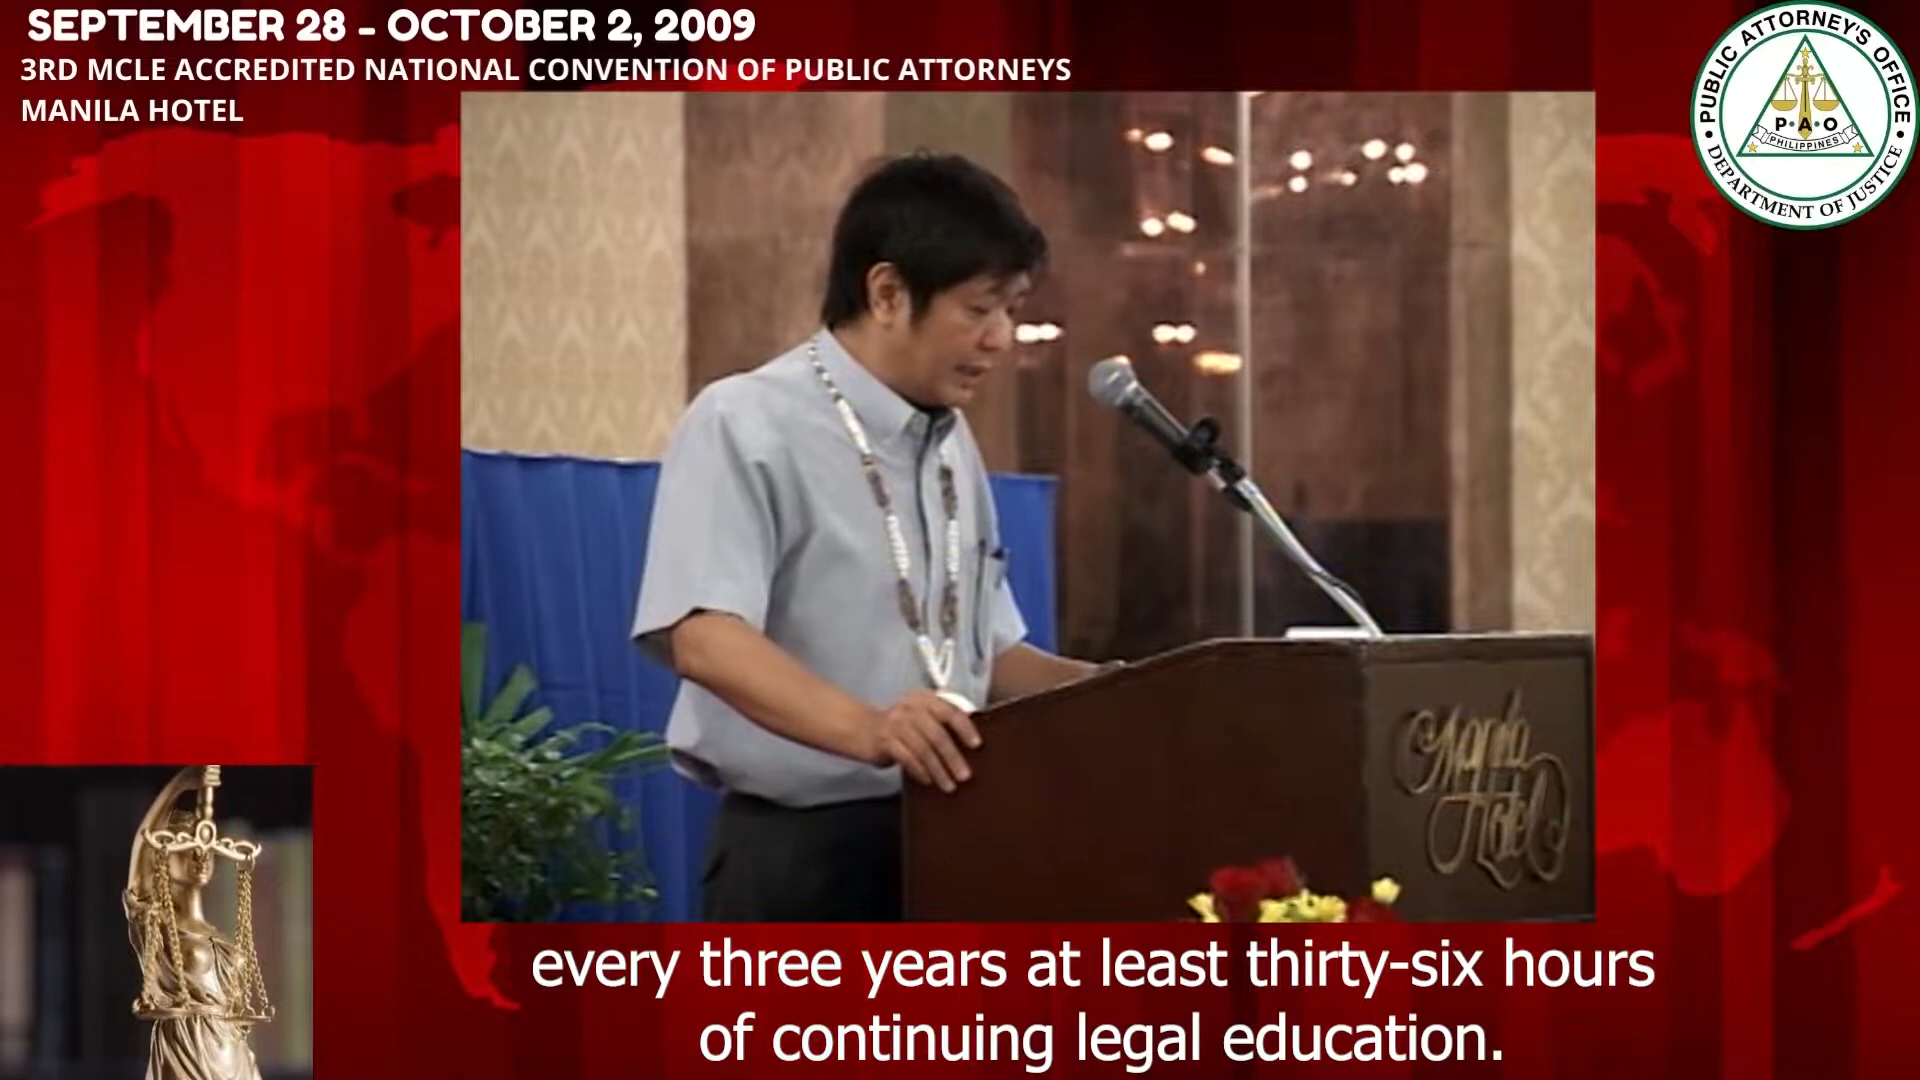 SEPTEMBER 28 - OCTOBER 2, 2009
3RD MCLE ACCREDITED NATIONAL CONVENTION OF PUBLIC ATTORNEYS
MANILA HOTEL
PUBLIC ATTORNEY'S OFFICE
P·A·O
PHILIPPINES
DEPARTMENT OF JUSTICE
Manila
Hotel
every three years at least thirty-six hours
of continuing legal education.